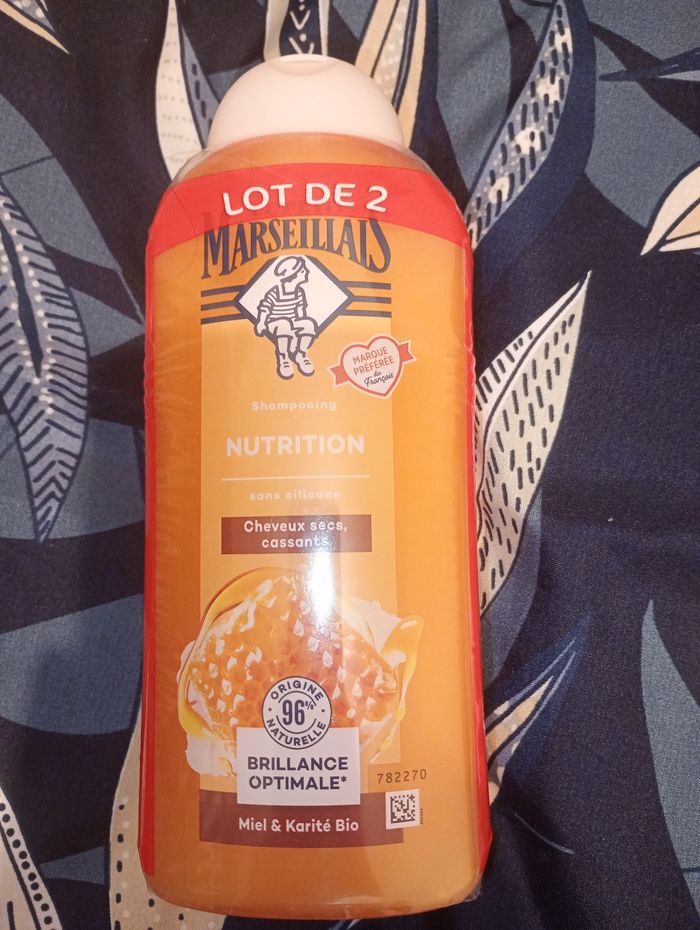 LOT DE 2
MARSEILLAIS
MARQUE
PRÉFÉRÉE
des
Français
Shampooing
NUTRITION
sans silicone
Cheveux secs,
cassants
ORIGINE
96%
NATURELLE
BRILLANCE
OPTIMALE*
782270
Miel & Karité Bio